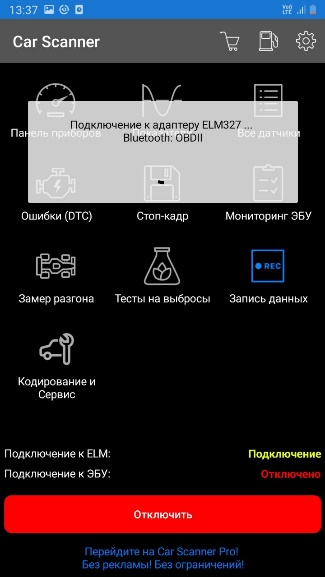 13:37
Car Scanner
Подключение к адаптеру ELM327 ...
Bluetooth: OBDII
Панель приборов
Все датчики
Ошибки (DTC)
Стоп-кадр
Мониторинг ЭБУ
REC
Замер разгона
Тесты на выбросы
Запись данных
Кодирование и
Сервис
Подключение к ELM: Подключение
Подключение к ЭБУ: Отключено
Отключить
Перейдите на Car Scanner Pro!
Без рекламы! Без ограничений!